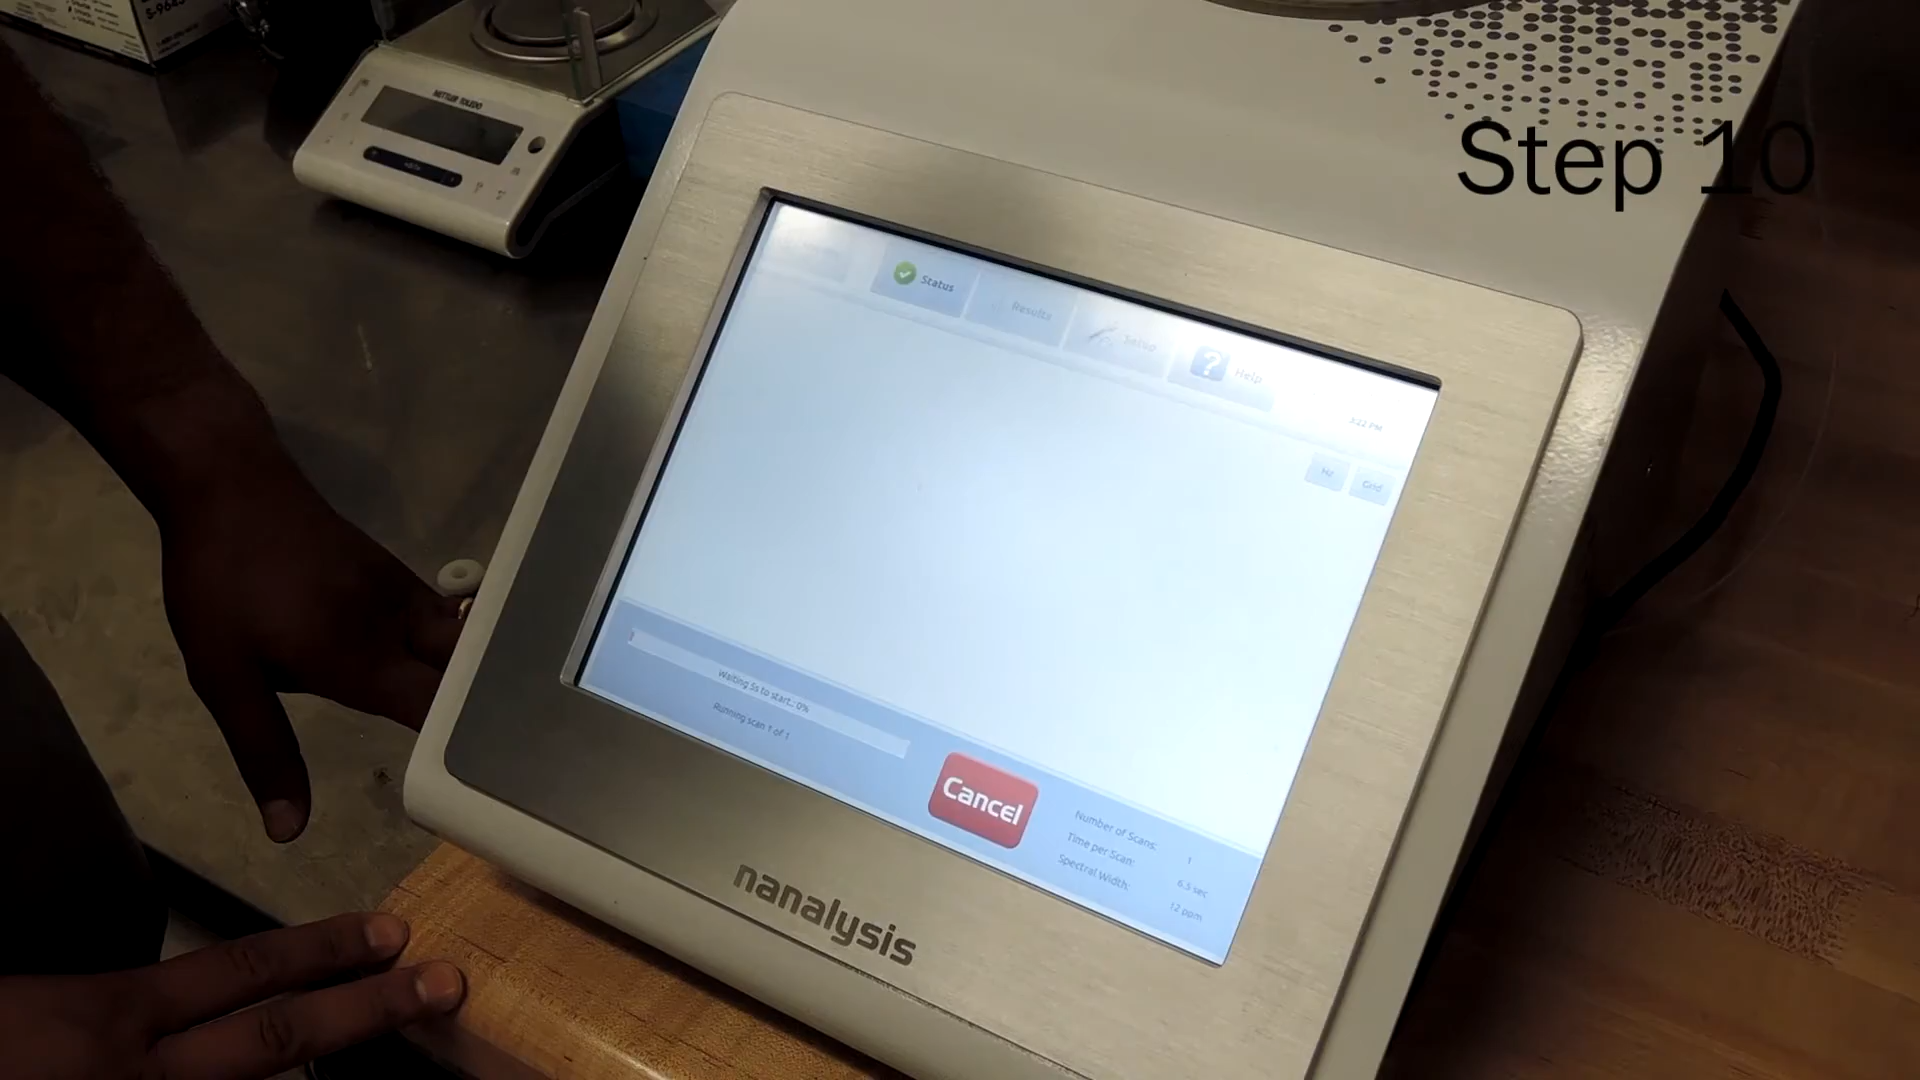 S-9645
METTLER TOLEDO
Step 10
Status
Results
Setup
Help
3:22 PM
Hz
Grid
Waiting 5s to start.: 0%
Running scan 1 of 1
Cancel
Number of Scans: 1
Time per Scan: 6.5 sec
Spectral Width: 12 ppm
nanalysis